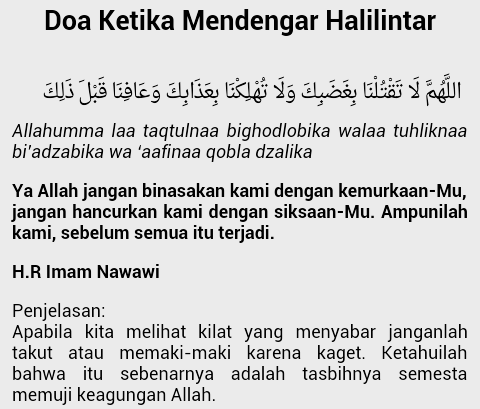 Doa Ketika Mendengar Halilintar
اللَّهُمَّ لَا تَقْتُلْنَا بِغَضَبِكَ وَلَا تُهْلِكْنَا بِعَذَابِكَ وَعَافِنَا قَبْلَ ذَلِكَ
Allahumma laa taqtulnaa bighodlobika walaa tuhliknaa
bi'adzabika wa ‘aafinaa qobla dzalika
Ya Allah jangan binasakan kami dengan kemurkaan-Mu,
jangan hancurkan kami dengan siksaan-Mu. Ampunilah
kami, sebelum semua itu terjadi.
H.R Imam Nawawi
Penjelasan:
Apabila kita melihat kilat yang menyabar janganlah
takut atau memaki-maki karena kaget. Ketahuilah
bahwa itu sebenarnya adalah tasbihnya semesta
memuji keagungan Allah.